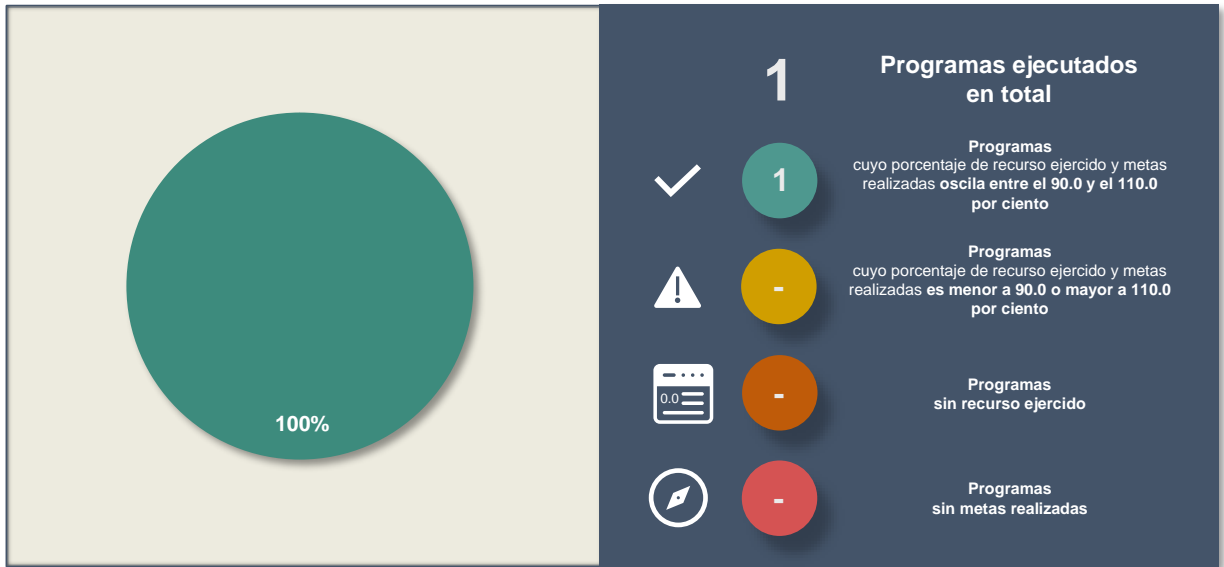 100%
1
Programas ejecutados
en total
1
Programas
cuyo porcentaje de recurso ejercido y metas
realizadas oscila entre el 90.0 y el 110.0
por ciento
-
Programas
cuyo porcentaje de recurso ejercido y metas
realizadas es menor a 90.0 o mayor a 110.0
por ciento
0.0
-
Programas
sin recurso ejercido
-
Programas
sin metas realizadas